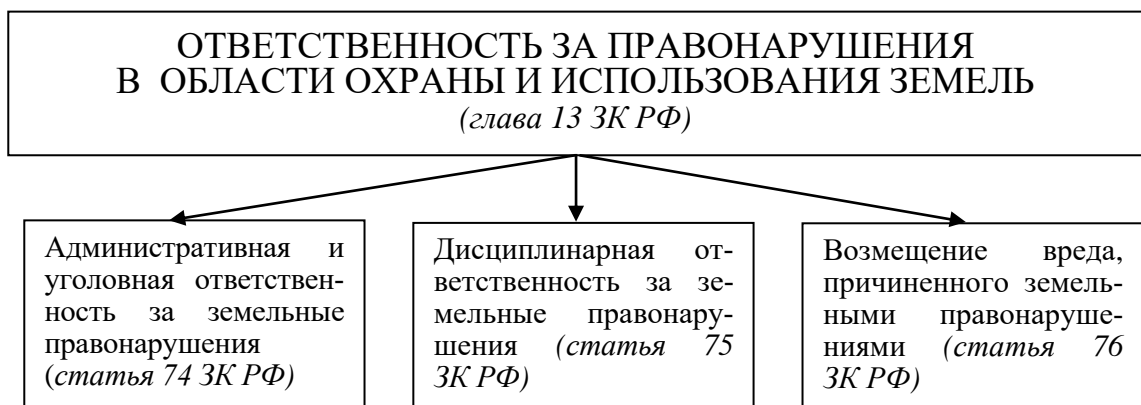 ОТВЕТСТВЕННОСТЬ ЗА ПРАВОНАРУШЕНИЯ
В ОБЛАСТИ ОХРАНЫ И ИСПОЛЬЗОВАНИЯ ЗЕМЕЛЬ
(глава 13 ЗК РФ)
Административная и
уголовная ответствен-
ность за земельные
правонарушения
(статья 74 ЗК РФ)
Дисциплинарная от-
ветственность за зе-
мельные правонару-
шения (статья 75
ЗК РФ)
Возмещение вреда,
причиненного земель-
ными правонаруше-
ниями (статья 76
ЗК РФ)